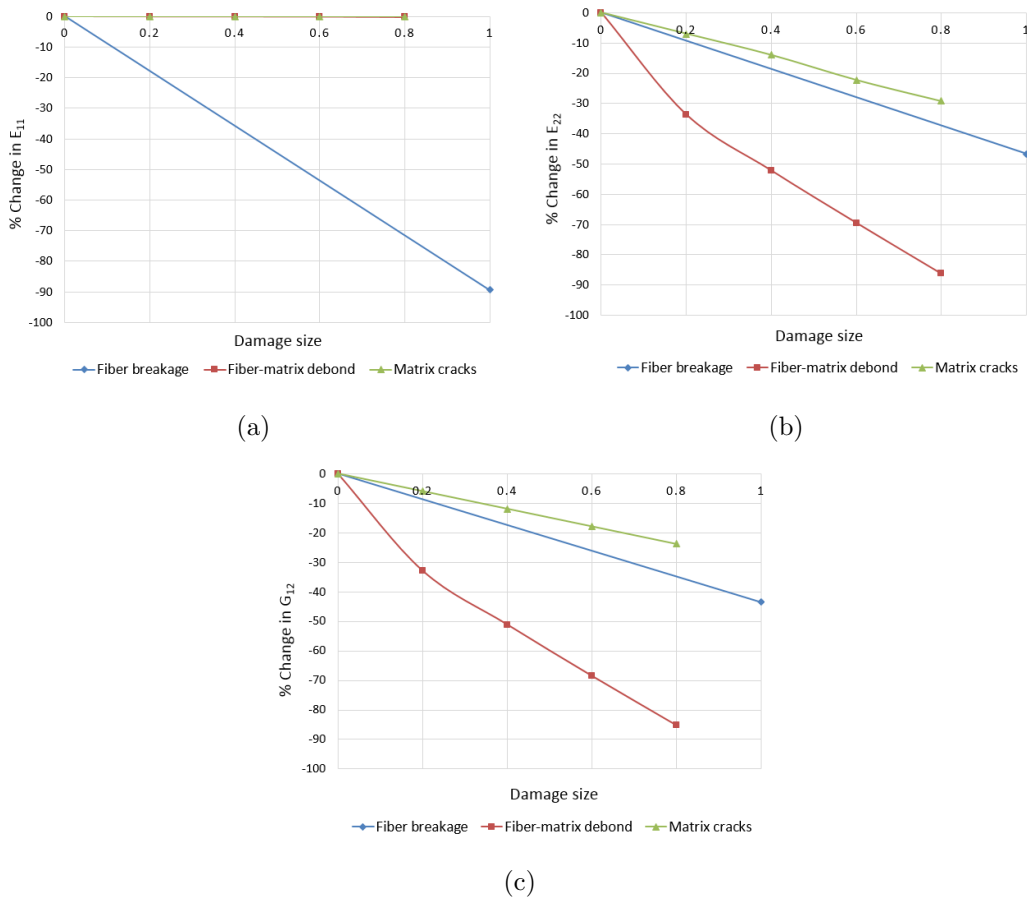 0
-10
-20
-30
-40
-50
-60
-70
-80
-90
-100
0 0.2 0.4 0.6 0.8 1
% Change in E11
Damage size
Fiber breakage Fiber-matrix debond Matrix cracks
(a)
0
-10
-20
-30
-40
-50
-60
-70
-80
-90
-100
0 0.2 0.4 0.6 0.8 1
% Change in E22
Damage size
Fiber breakage Fiber-matrix debond Matrix cracks
(b)
0
-10
-20
-30
-40
-50
-60
-70
-80
-90
-100
0 0.2 0.4 0.6 0.8 1
% Change in G12
Damage size
Fiber breakage Fiber-matrix debond Matrix cracks
(c)